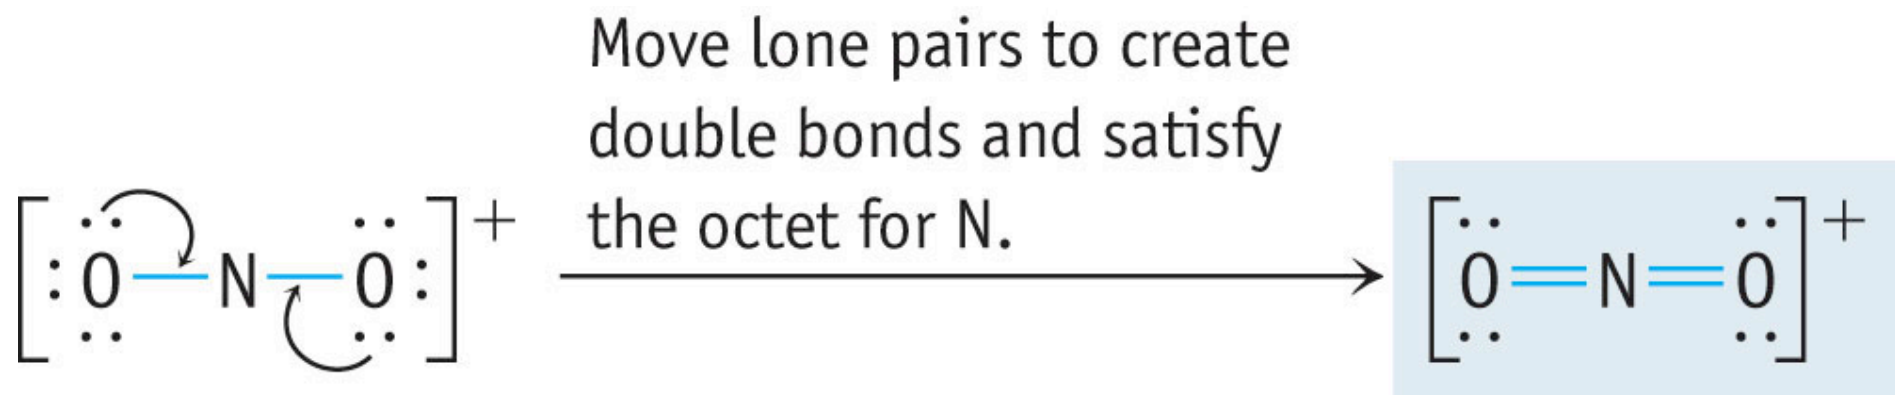 Move lone pairs to create
double bonds and satisfy
the octet for N.
[:O—N—O:]+
[O=N=O]+